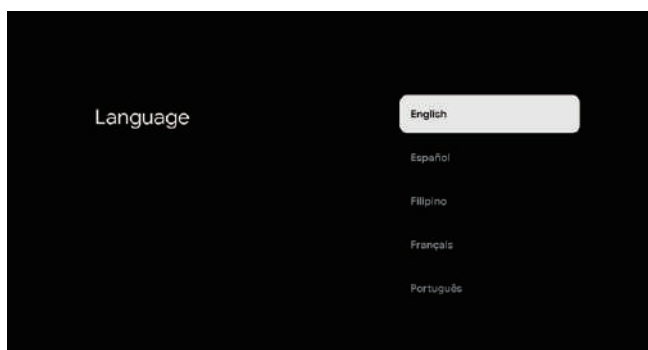 Language
English
Español
Filipino
Français
Português